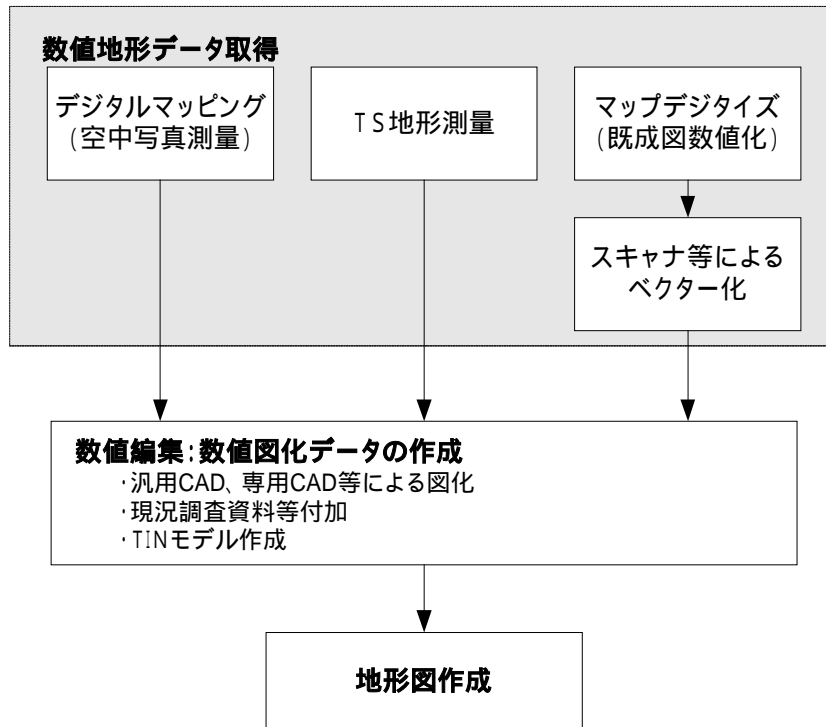 数値地形データ取得
デジタルマッピング
(空中写真測量)
TS地形測量
マップデジタイズ
(既成図数値化)
スキャナ等による
ベクター化
数値編集:数値図化データの作成
・汎用CAD、専用CAD等による図化
・現況調査資料等付加
・TINモデル作成
地形図作成